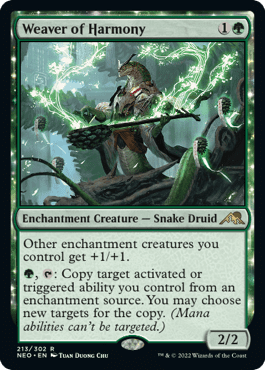 Weaver of Harmony 1
Enchantment Creature — Snake Druid
Other enchantment creatures you
control get +1/+1.
, : Copy target activated or
triggered ability you control from an
enchantment source. You may choose
new targets for the copy. (Mana
abilities can't be targeted.)
2/2
213/302 R
NEO • EN Tuan Duong Chu
™ & © 2022 Wizards of the Coast